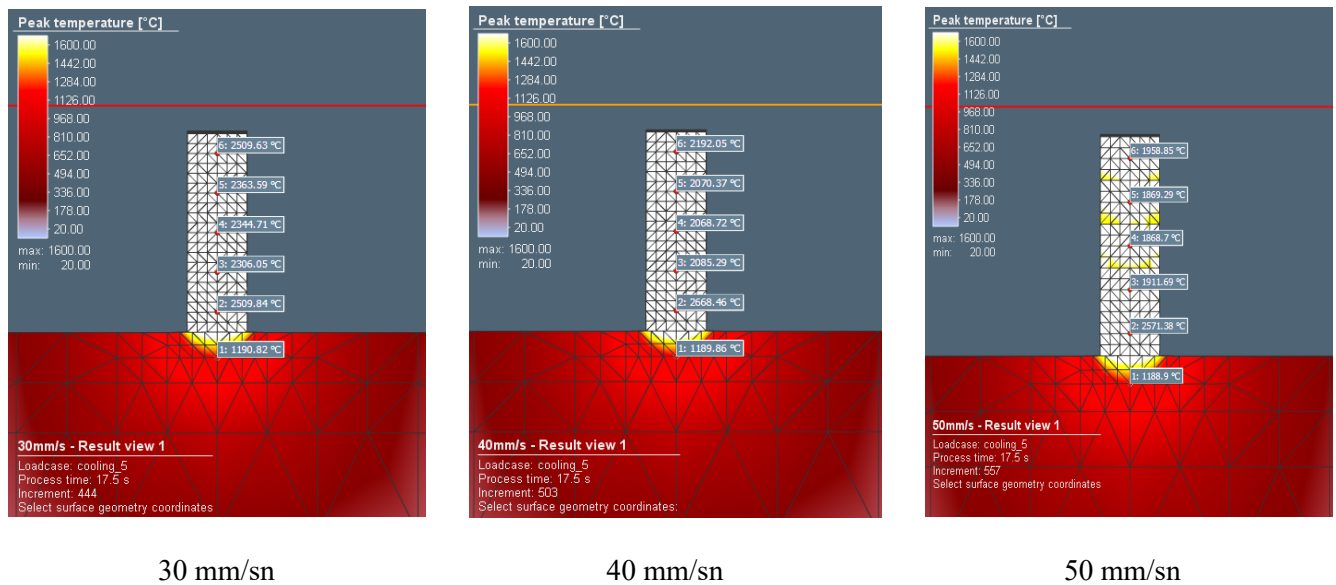 Peak temperature [°C]
1600.00
1442.00
1284.00
1126.00
968.00
810.00
652.00
494.00
336.00
178.00
20.00
max: 1600.00
min: 20.00
6: 2509.63 °C
5: 2363.59 °C
4: 2344.71 °C
3: 2306.05 °C
2: 2509.84 °C
1: 1190.82 °C
30mm/s - Result view 1
Loadcase: cooling_5
Process time: 17.5 s
Increment: 444
Select surface geometry coordinates
30 mm/sn
Peak temperature [°C]
1600.00
1442.00
1284.00
1126.00
968.00
810.00
652.00
494.00
336.00
178.00
20.00
max: 1600.00
min: 20.00
6: 2192.05 °C
5: 2070.37 °C
4: 2068.72 °C
3: 2085.29 °C
2: 2668.46 °C
1: 1189.86 °C
40mm/s - Result view 1
Loadcase: cooling_5
Process time: 17.5 s
Increment: 503
Select surface geometry coordinates:
40 mm/sn
Peak temperature [°C]
1600.00
1442.00
1284.00
1126.00
968.00
810.00
652.00
494.00
336.00
178.00
20.00
max: 1600.00
min: 20.00
6: 1958.85 °C
5: 1869.29 °C
4: 1868.7 °C
3: 1911.69 °C
2: 2571.38 °C
1: 1188.9 °C
50mm/s - Result view 1
Loadcase: cooling_5
Process time: 17.5 s
Increment: 557
Select surface geometry coordinates
50 mm/sn